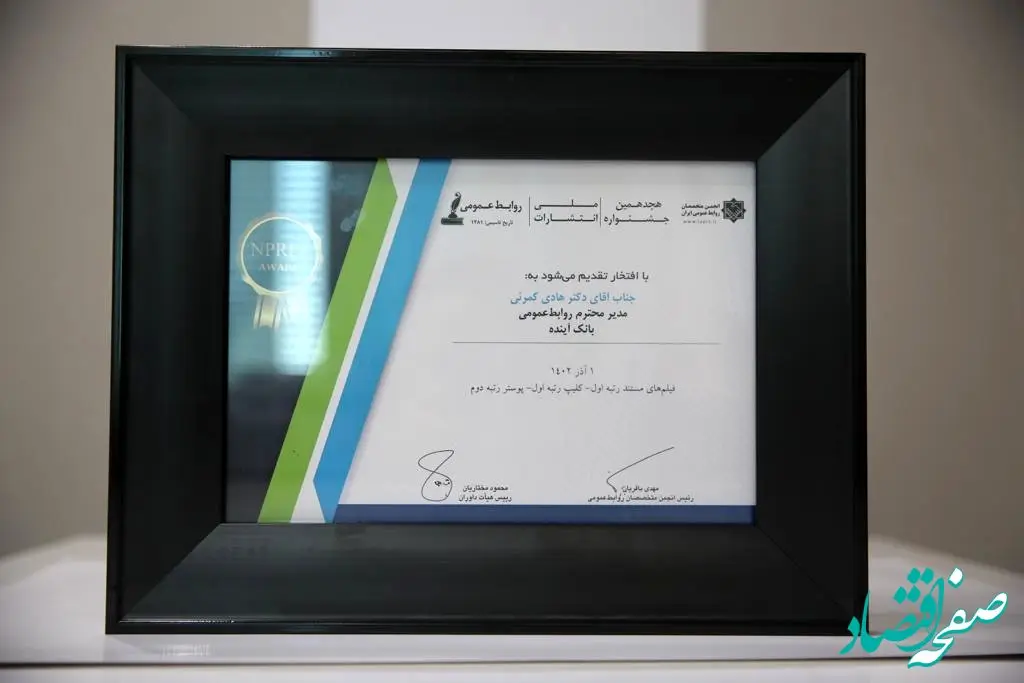 انجمن متخصصان
روابط عمومی ایران
هجدهمین
جشنواره
ملی
انتشارات
روابط عمومی
تاریخ تاسیس: ۱۳۸۱
NPR
AWARD
با افتخار تقدیم می‌شود به:
جناب آقای دکتر هادی کمرئی
مدیر محترم روابط‌عمومی
بانک آینده
۱ آذر ۱۴۰۲
فیلم‌های مستند رتبه اول- کلیپ رتبه اول- پوستر رتبه دوم
مهدی باقریان
رئیس انجمن متخصصان روابط‌عمومی
محمود مختاریان
رییس هیأت داوران
صفحه اقتصاد